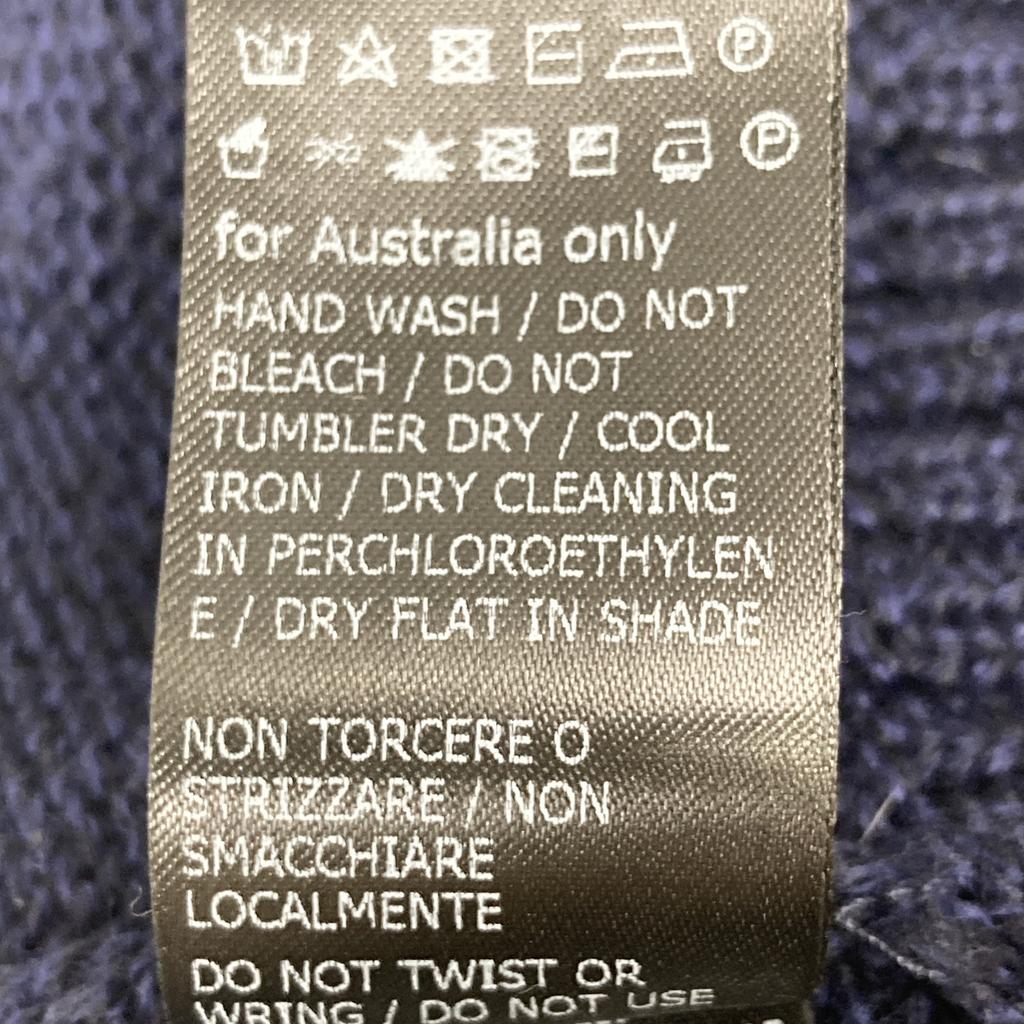 for Australia only
HAND WASH / DO NOT
BLEACH / DO NOT
TUMBLER DRY / COOL
IRON / DRY CLEANING
IN PERCHLOROETHYLEN
E / DRY FLAT IN SHADE
NON TORCERE O
STRIZZARE / NON
SMACCHIARE
LOCALMENTE
DO NOT TWIST OR
WRING / DO NOT USE